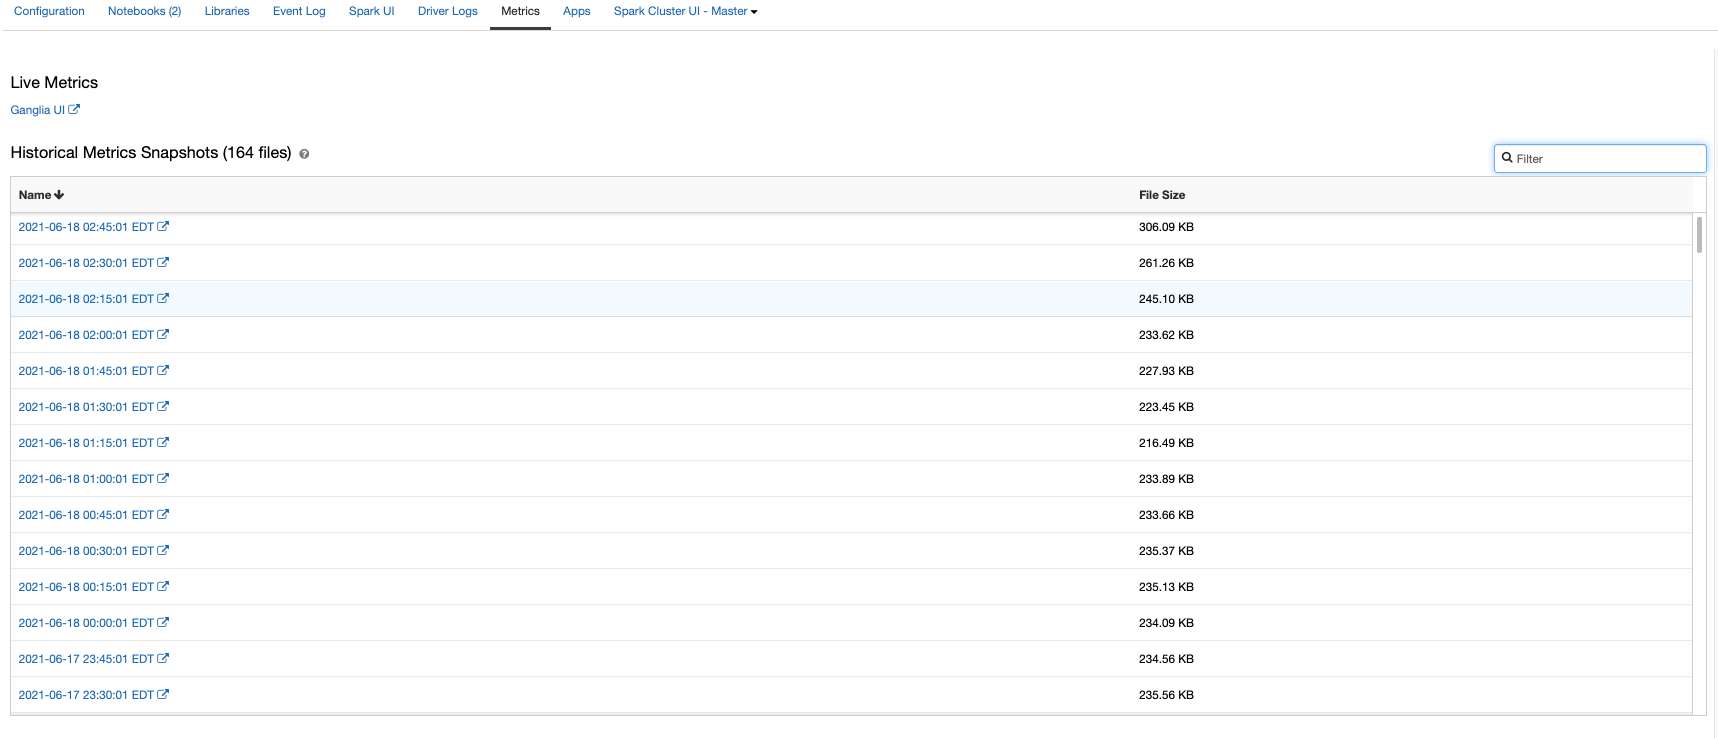 Configuration Notebooks (2) Libraries Event Log Spark UI Driver Logs Metrics Apps Spark Cluster UI - Master
Live Metrics
Ganglia UI
Historical Metrics Snapshots (164 files) ?
Filter
Name File Size
2021-06-18 02:45:01 EDT 306.09 KB
2021-06-18 02:30:01 EDT 261.26 KB
2021-06-18 02:15:01 EDT 245.10 KB
2021-06-18 02:00:01 EDT 233.62 KB
2021-06-18 01:45:01 EDT 227.93 KB
2021-06-18 01:30:01 EDT 223.45 KB
2021-06-18 01:15:01 EDT 216.49 KB
2021-06-18 01:00:01 EDT 233.89 KB
2021-06-18 00:45:01 EDT 233.66 KB
2021-06-18 00:30:01 EDT 235.37 KB
2021-06-18 00:15:01 EDT 235.13 KB
2021-06-18 00:00:01 EDT 234.09 KB
2021-06-17 23:45:01 EDT 234.56 KB
2021-06-17 23:30:01 EDT 235.56 KB